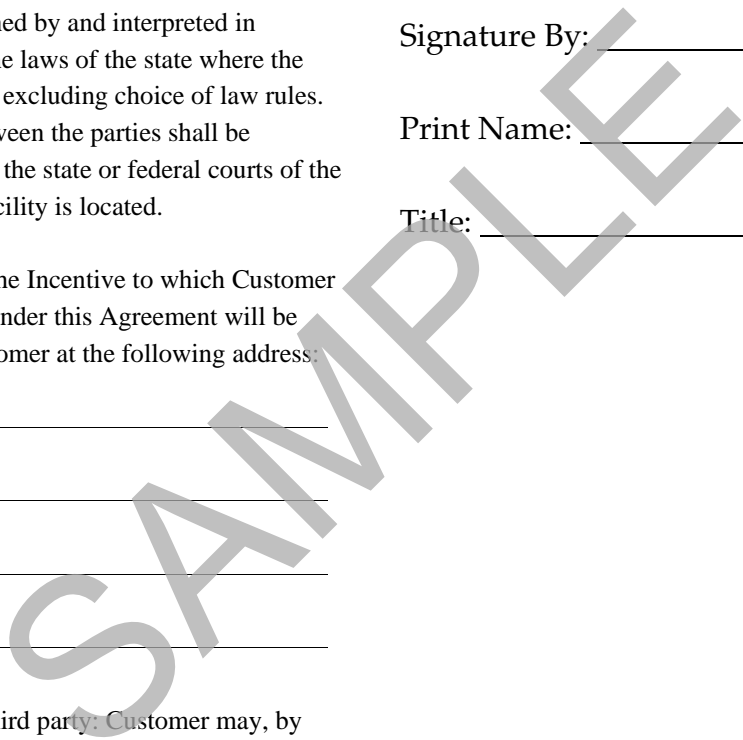 ned by and interpreted in
e laws of the state where the
excluding choice of law rules.
ween the parties shall be
the state or federal courts of the
cility is located.
he Incentive to which Customer
nder this Agreement will be
omer at the following address:
ird party: Customer may, by
Signature By:
Print Name:
Title:
SAMPLE